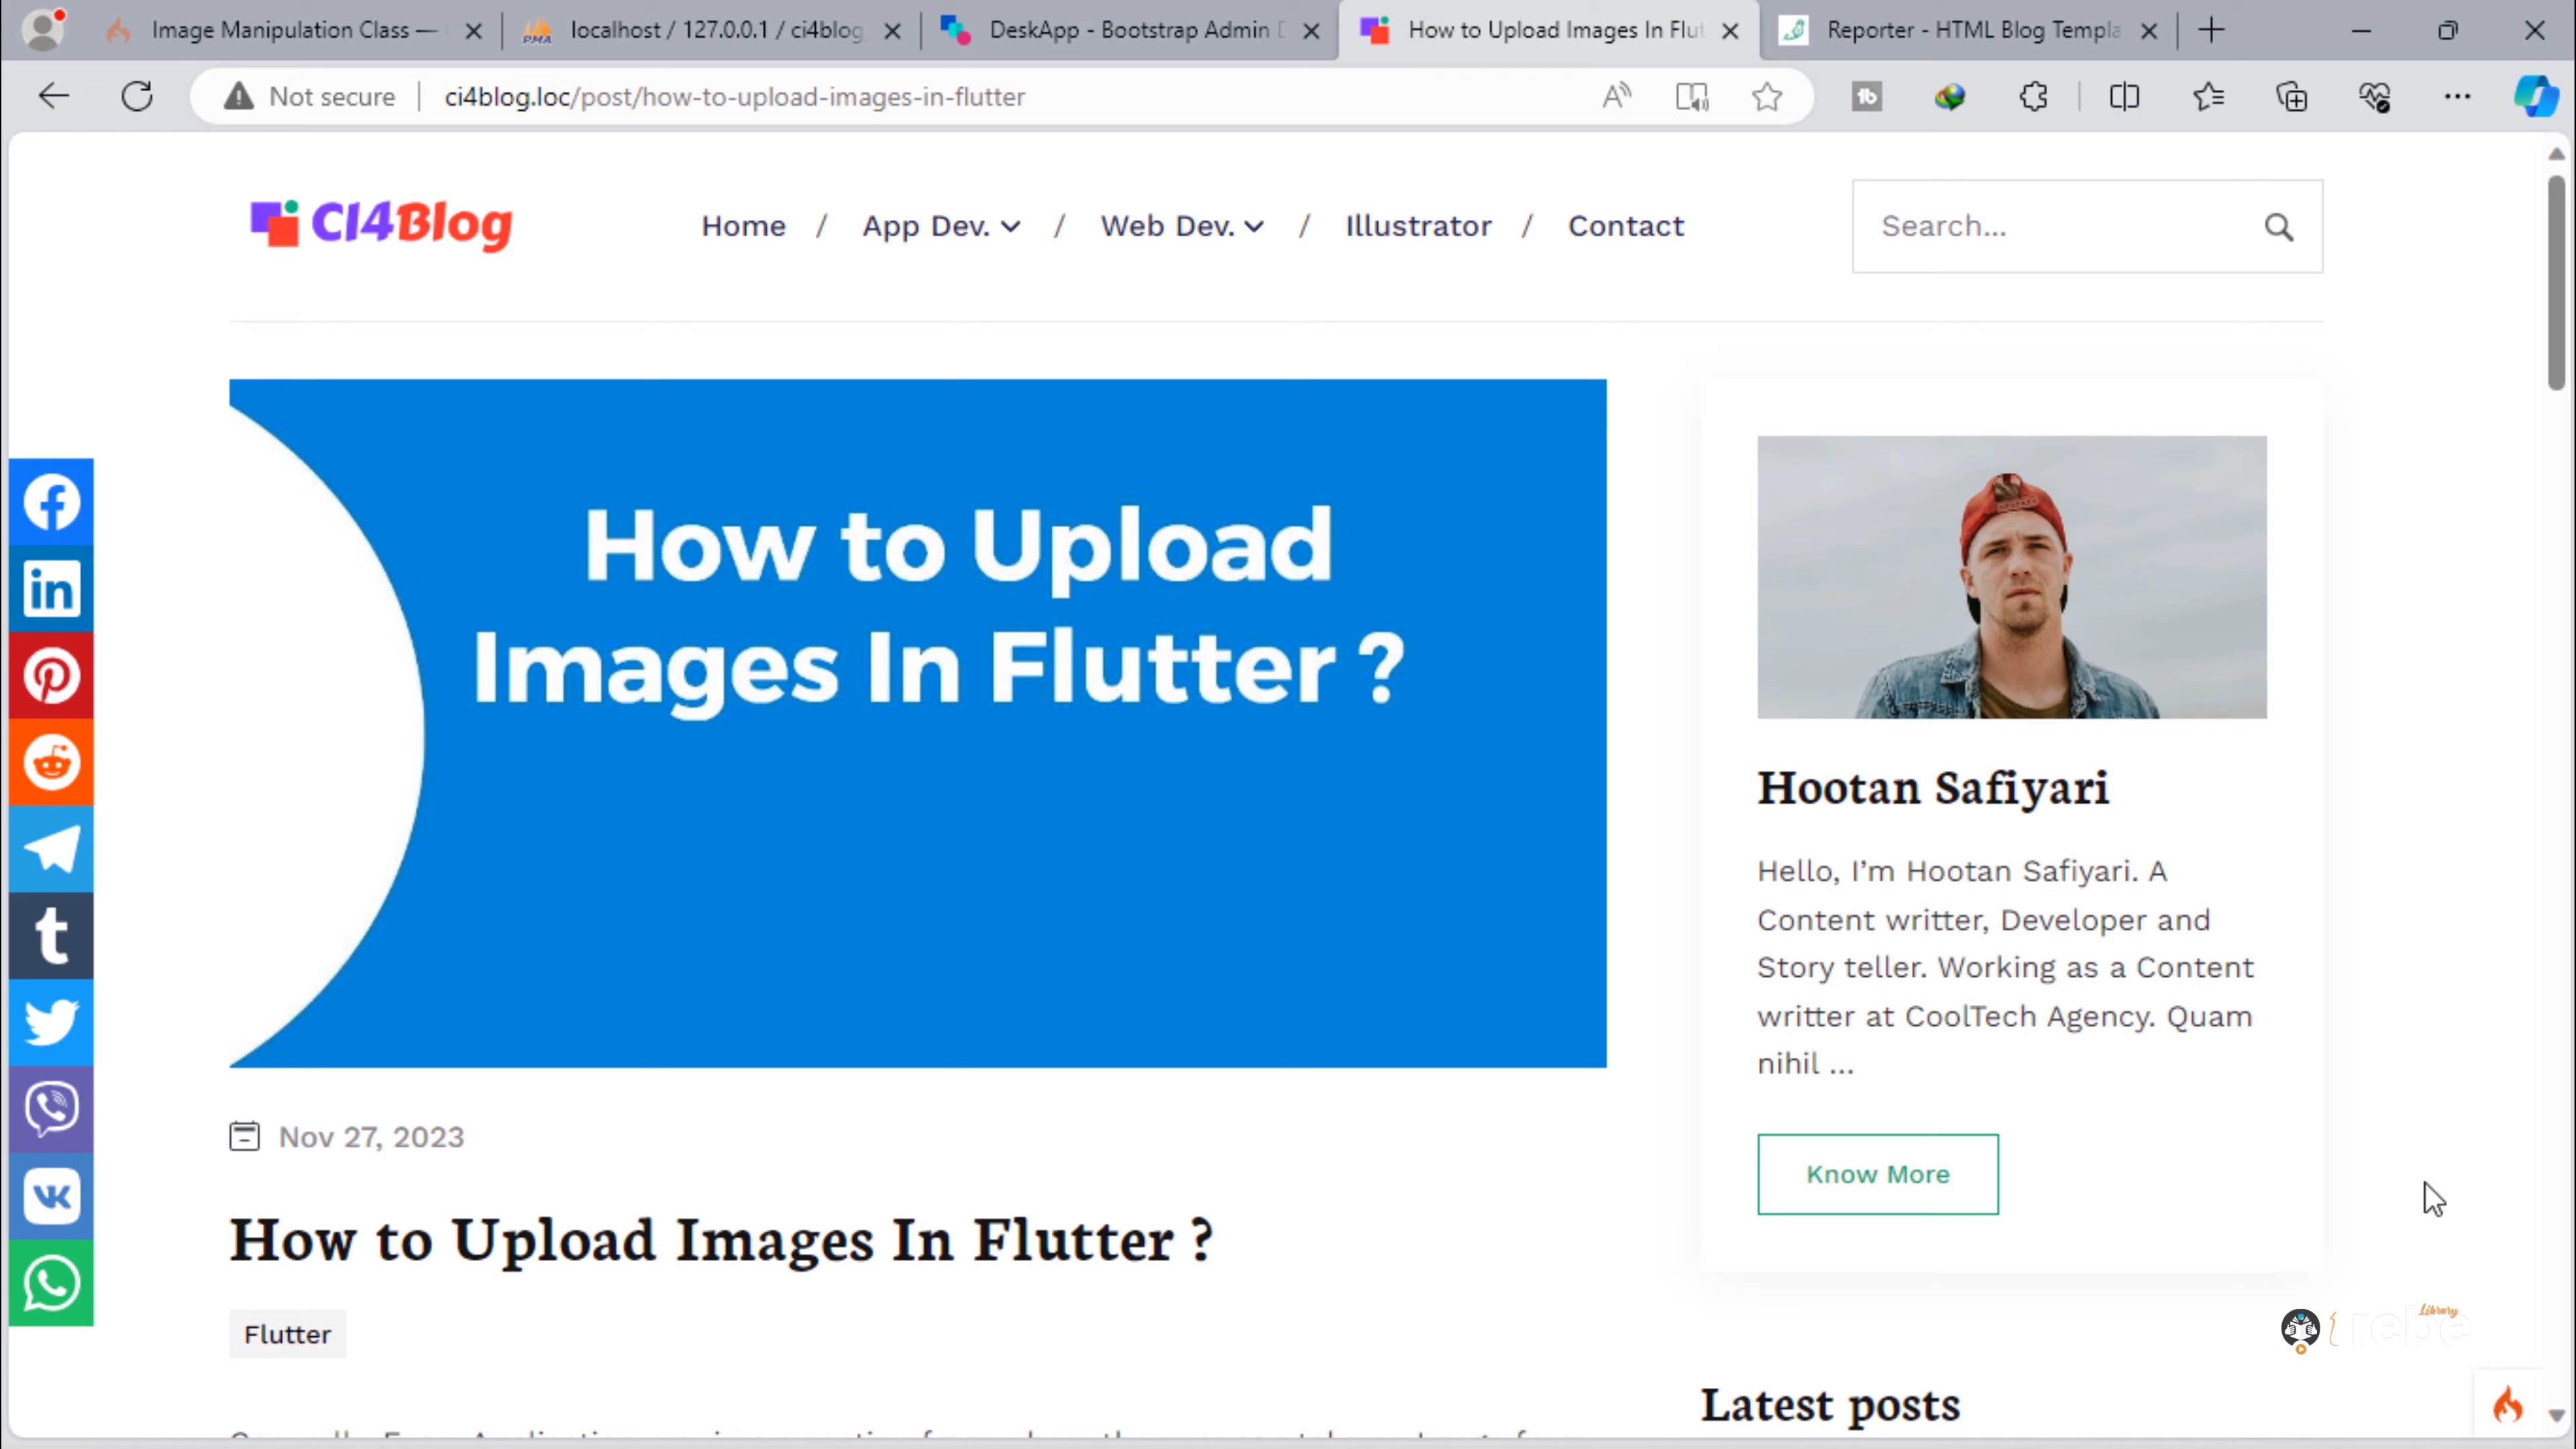 Image Manipulation Class —
localhost / 127.0.0.1 / ci4blog
DeskApp - Bootstrap Admin D
How to Upload Images In Flut
Reporter - HTML Blog Templa
Not secure
ci4blog.loc/post/how-to-upload-images-in-flutter
CI4Blog
Home / App Dev. / Web Dev. / Illustrator / Contact
Search...
How to Upload
Images In Flutter ?
Hootan Safiyari
Hello, I'm Hootan Safiyari. A
Content writter, Developer and
Story teller. Working as a Content
writter at CoolTech Agency. Quam
nihil ...
Know More
Nov 27, 2023
How to Upload Images In Flutter ?
Flutter
Library
Latest posts